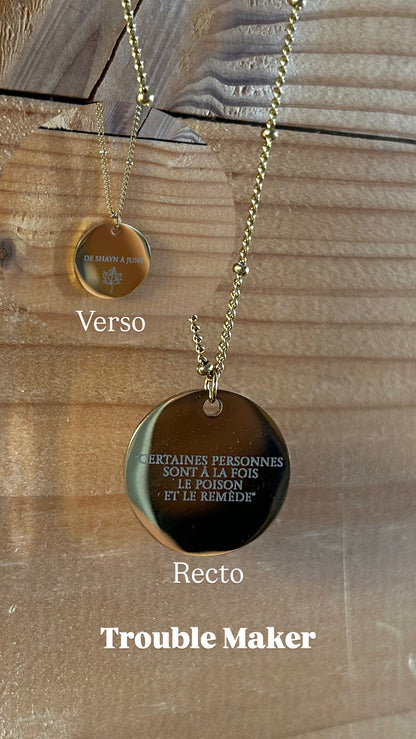 DE SHAYN À JUNE
Verso
"CERTAINES PERSONNES
SONT À LA FOIS
LE POISON
ET LE REMÈDE"
Recto
Trouble Maker